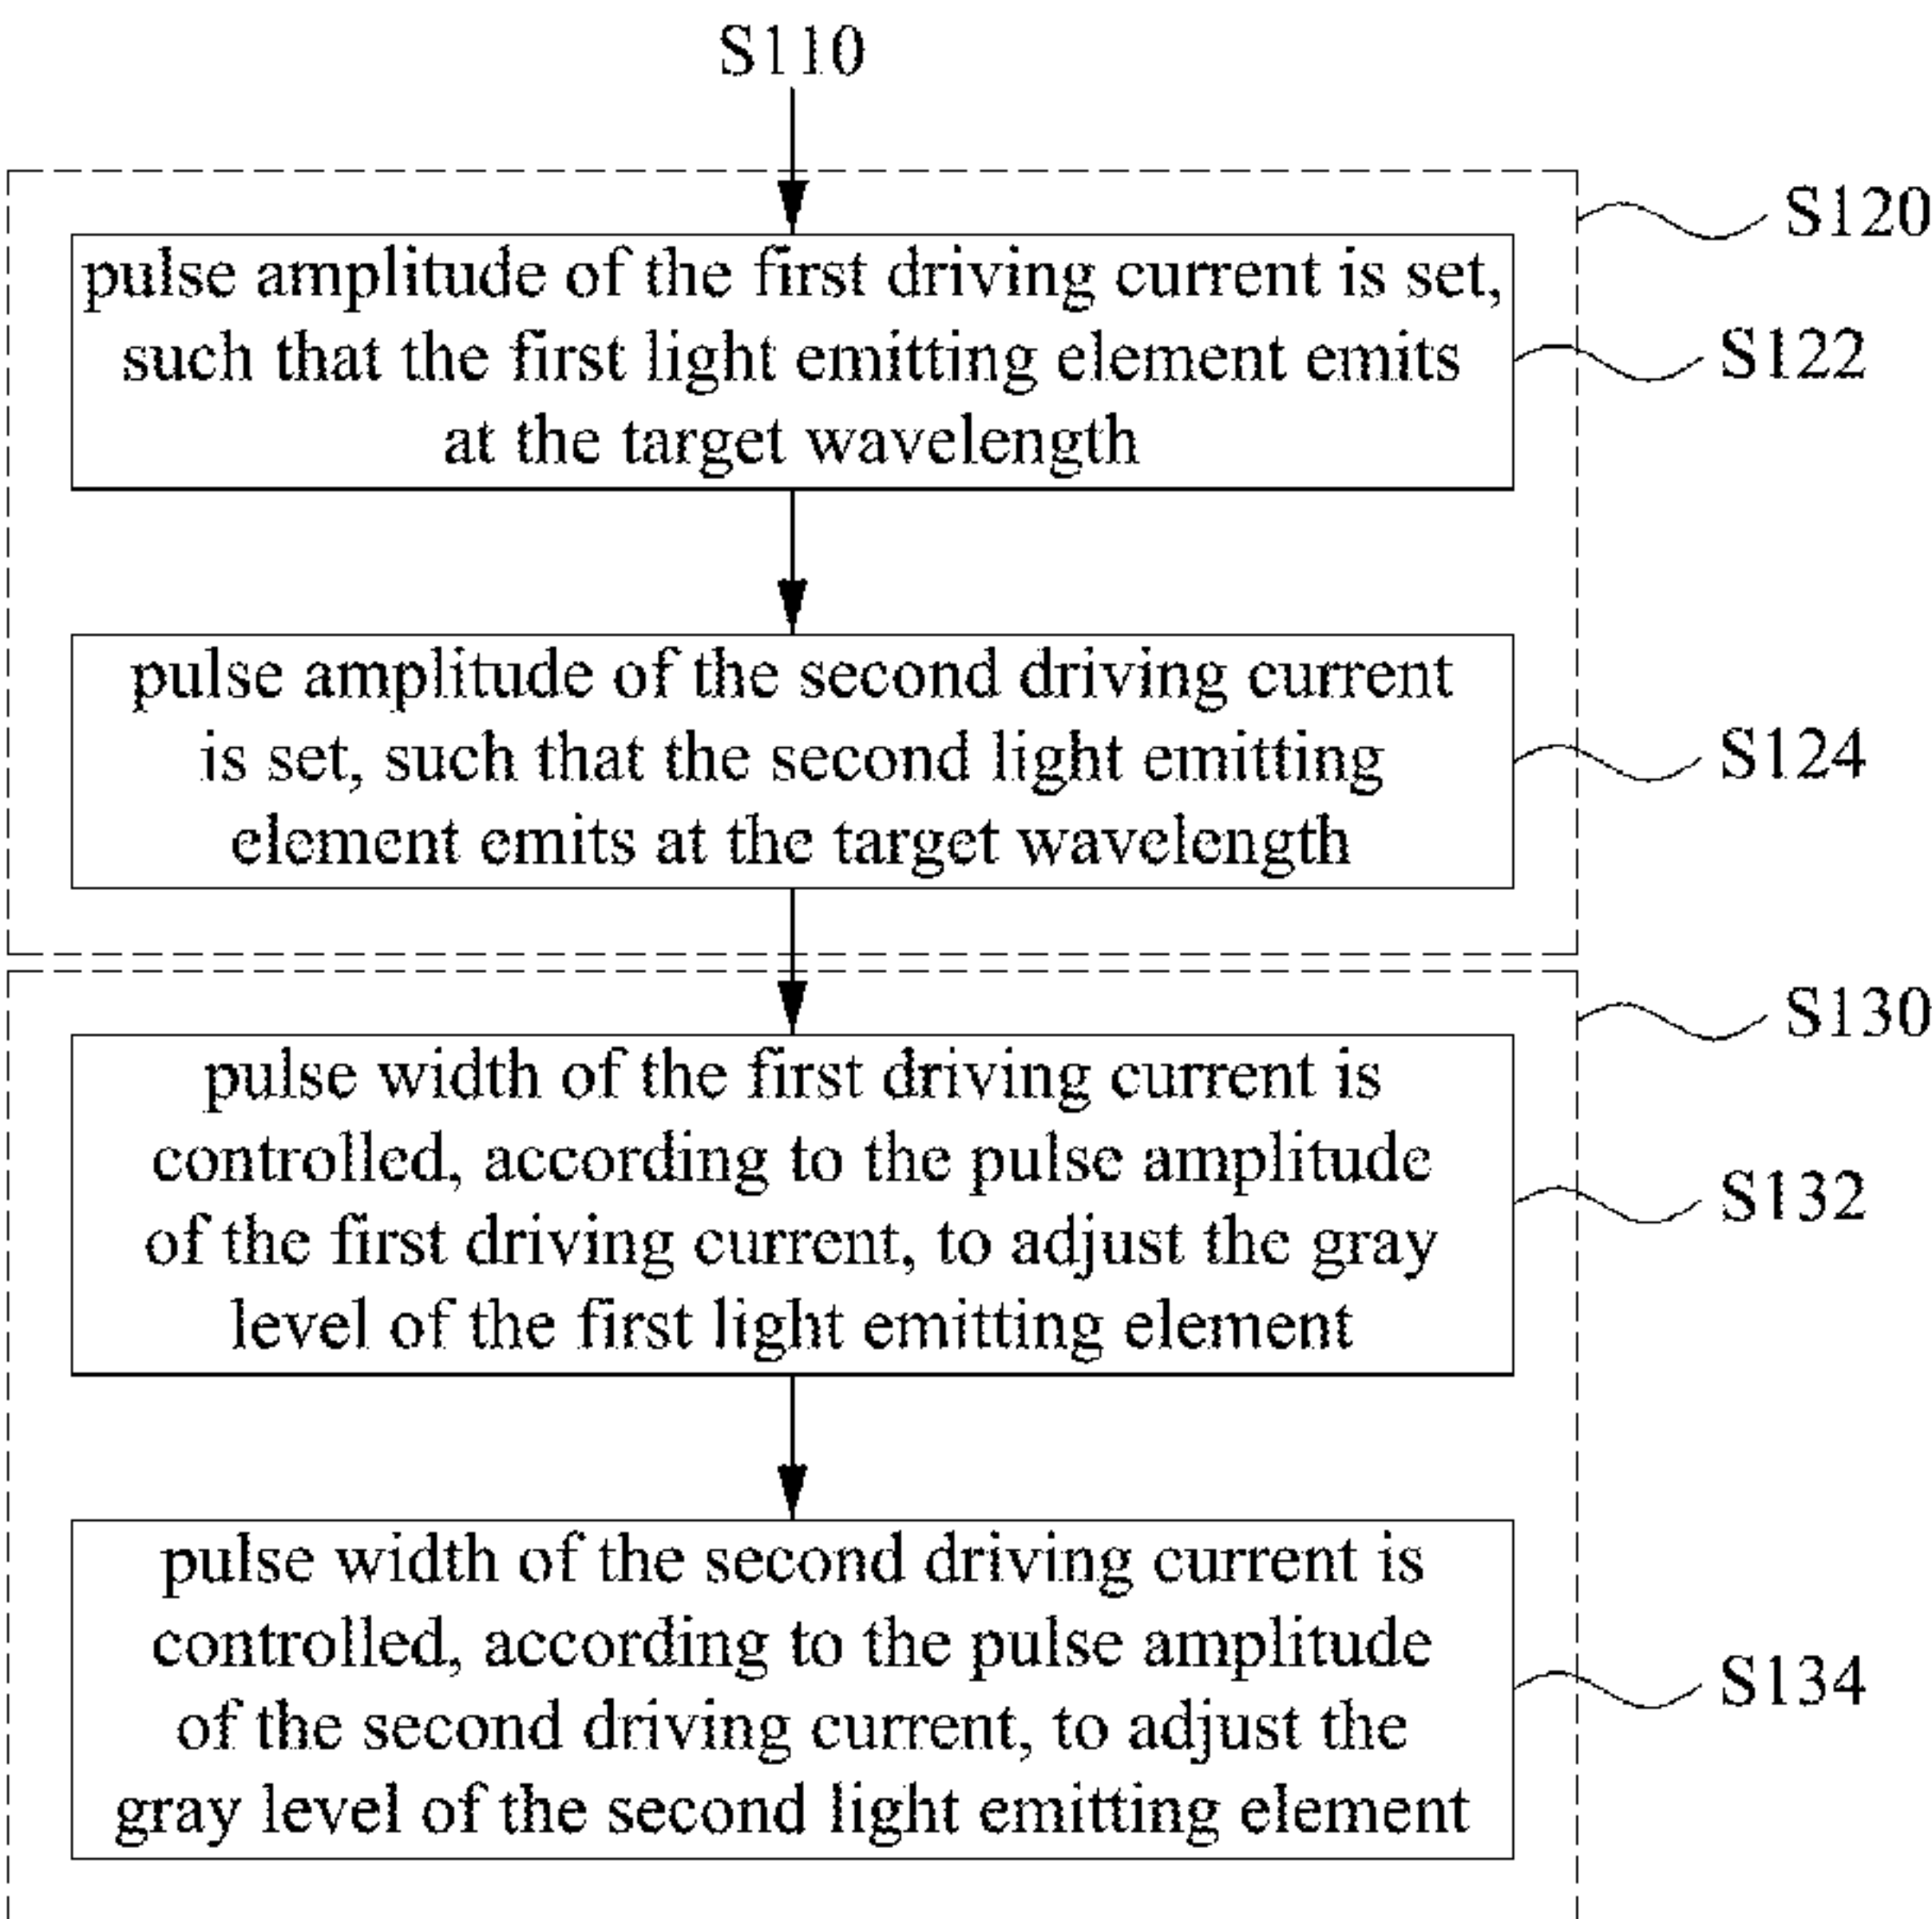 S110
S120
pulse amplitude of the first driving current is set,
such that the first light emitting element emits
at the target wavelength
S122
pulse amplitude of the second driving current
is set, such that the second light emitting
element emits at the target wavelength
S124
S130
pulse width of the first driving current is
controlled, according to the pulse amplitude
of the first driving current, to adjust the gray
level of the first light emitting element
S132
pulse width of the second driving current is
controlled, according to the pulse amplitude
of the second driving current, to adjust the
gray level of the second light emitting element
S134